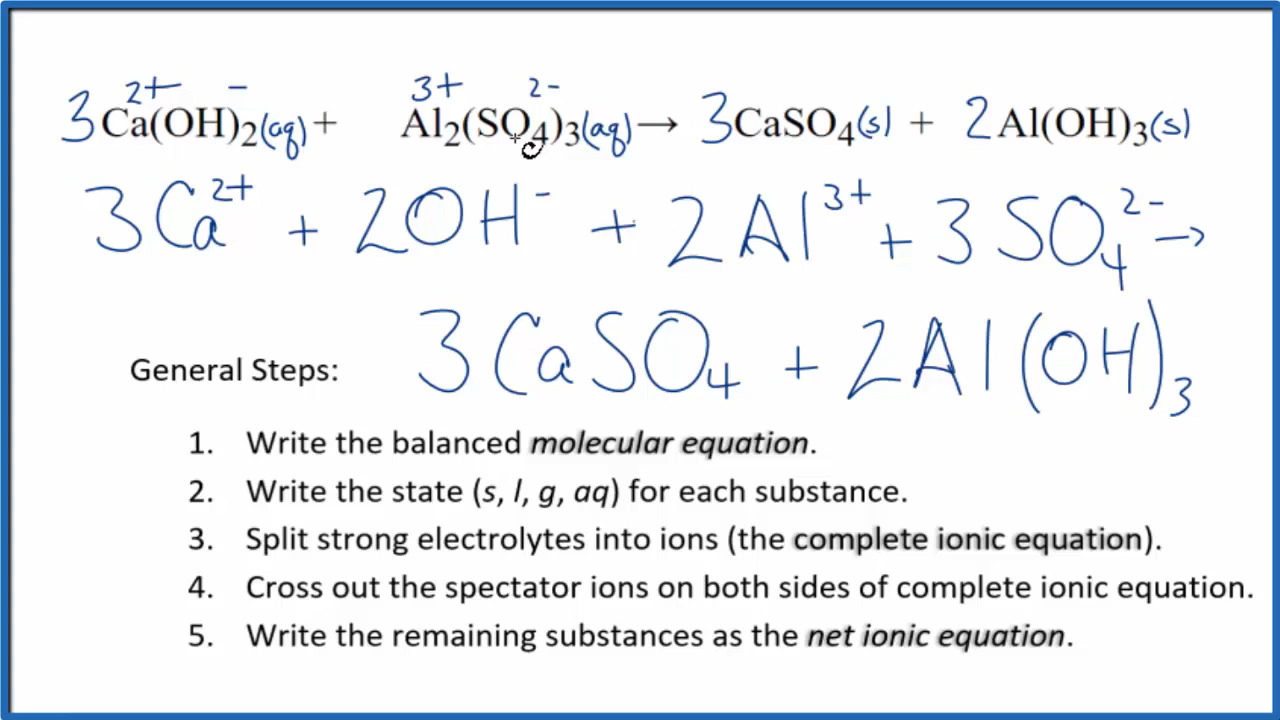 2+ - 3+ 2-
3Ca(OH)₂(aq) + Al₂(SO₄)₃(aq) → 3CaSO₄(s) + 2Al(OH)₃(s)
3Ca²⁺ + 2OH⁻ + 2Al³⁺ + 3SO₄²⁻ →
3CaSO₄ + 2Al(OH)₃
General Steps:
1. Write the balanced molecular equation.
2. Write the state (s, l, g, aq) for each substance.
3. Split strong electrolytes into ions (the complete ionic equation).
4. Cross out the spectator ions on both sides of complete ionic equation.
5. Write the remaining substances as the net ionic equation.